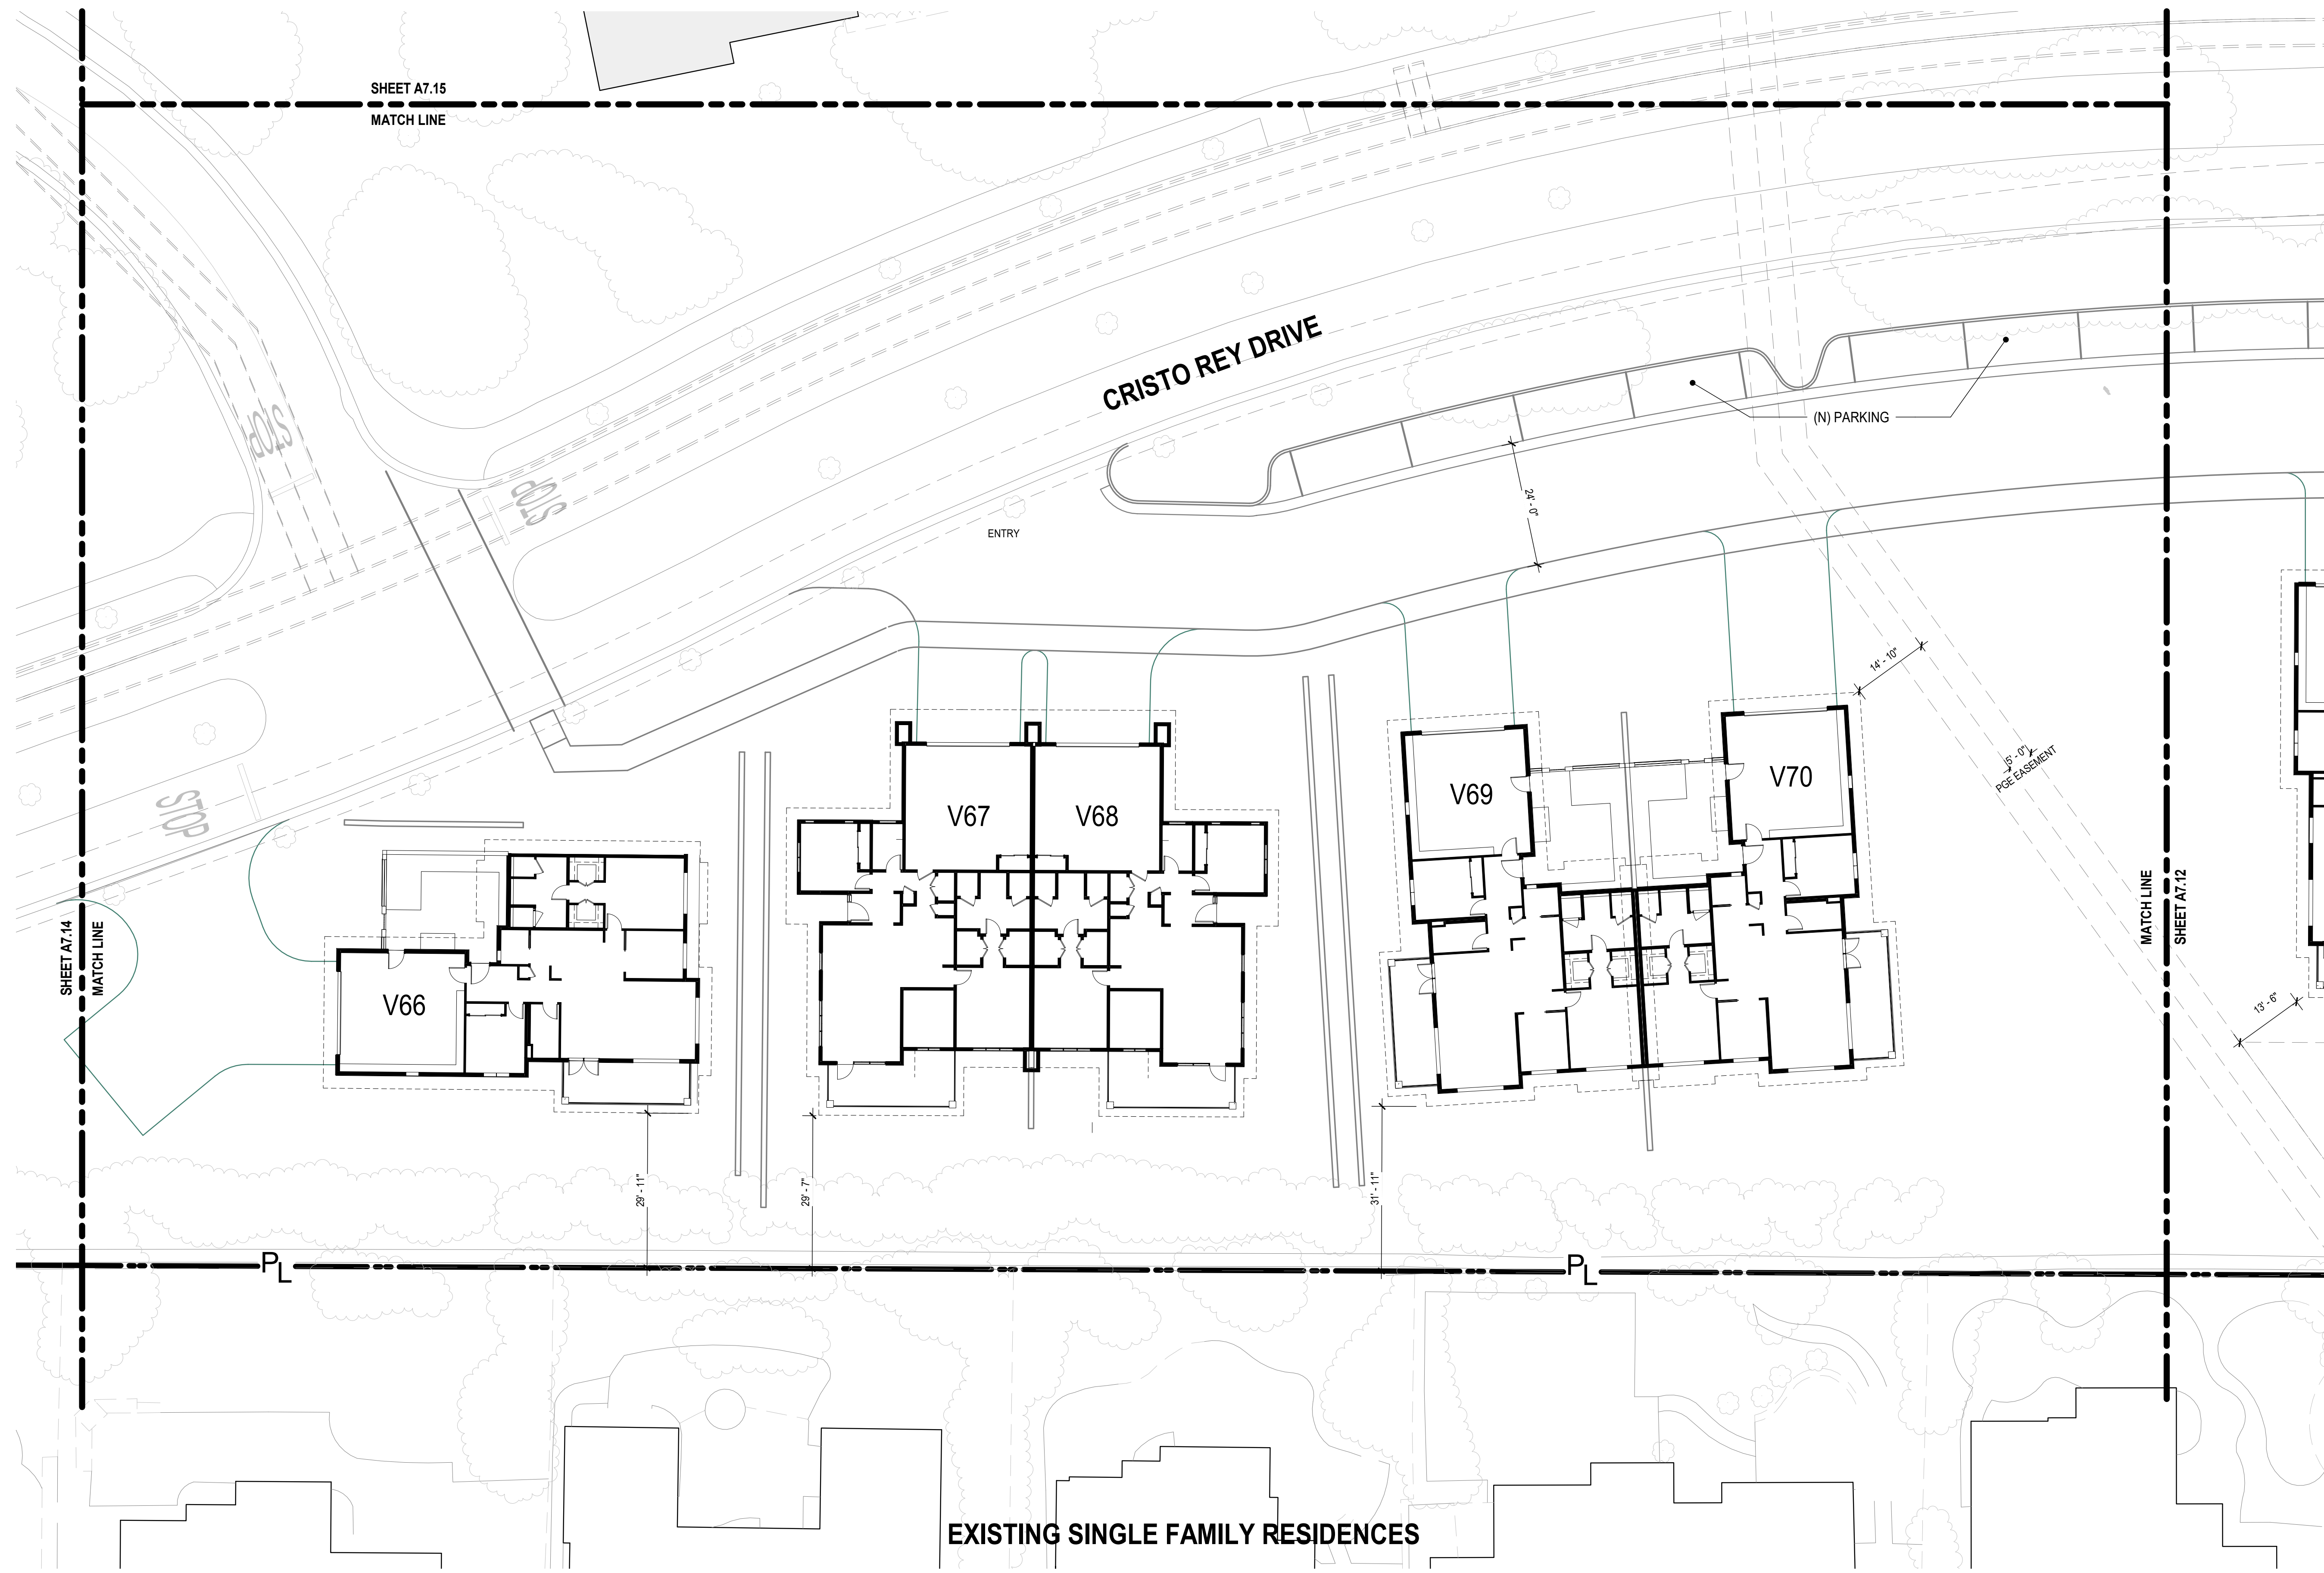 SHEET A7.15
MATCH LINE
CRISTO REY DRIVE
(N) PARKING
STOP
STOP
24' - 0"
ENTRY
14' - 10"
5' - 0"
PGE EASEMENT
V69
V70
V67
V68
STOP
SHEET A7.14
MATCH LINE
V66
MATCH LINE
SHEET A7.12
13' - 6"
29' - 11"
29' - 7"
31' - 11"
PL
PL
EXISTING SINGLE FAMILY RESIDENCES